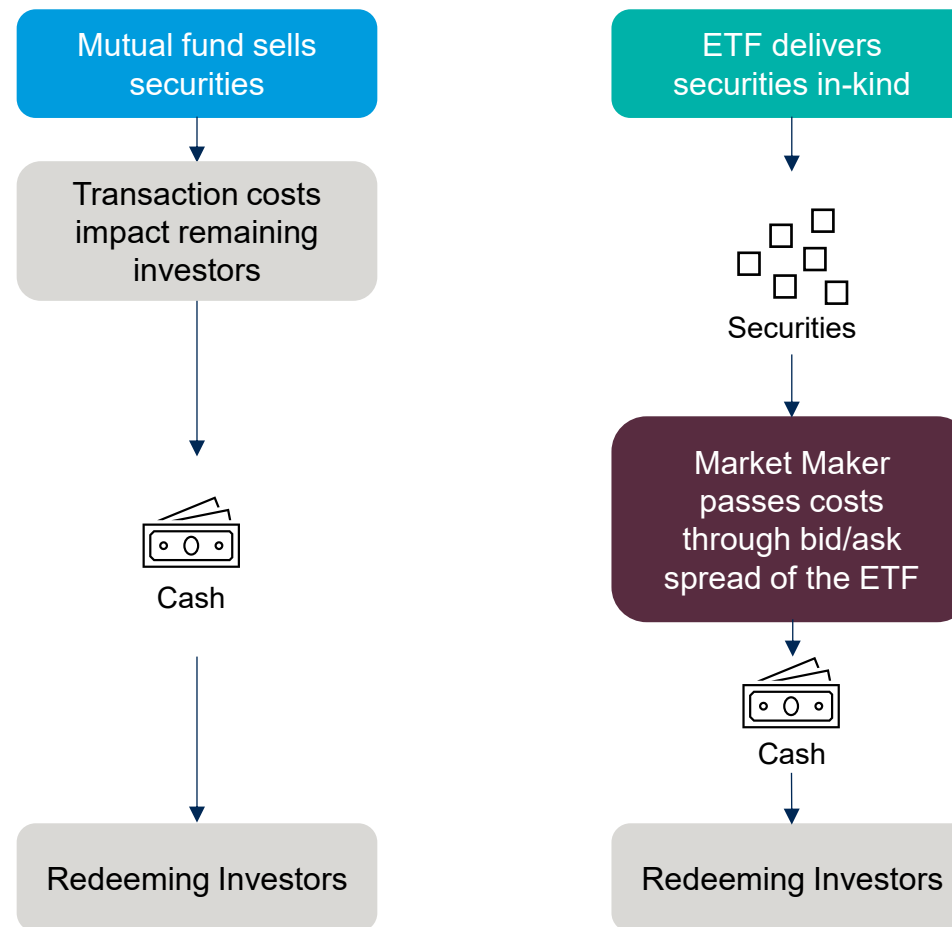 Mutual fund sells
securities
Transaction costs
impact remaining
investors
Cash
Redeeming Investors
ETF delivers
securities in-kind
Securities
Market Maker
passes costs
through bid/ask
spread of the ETF
Cash
Redeeming Investors